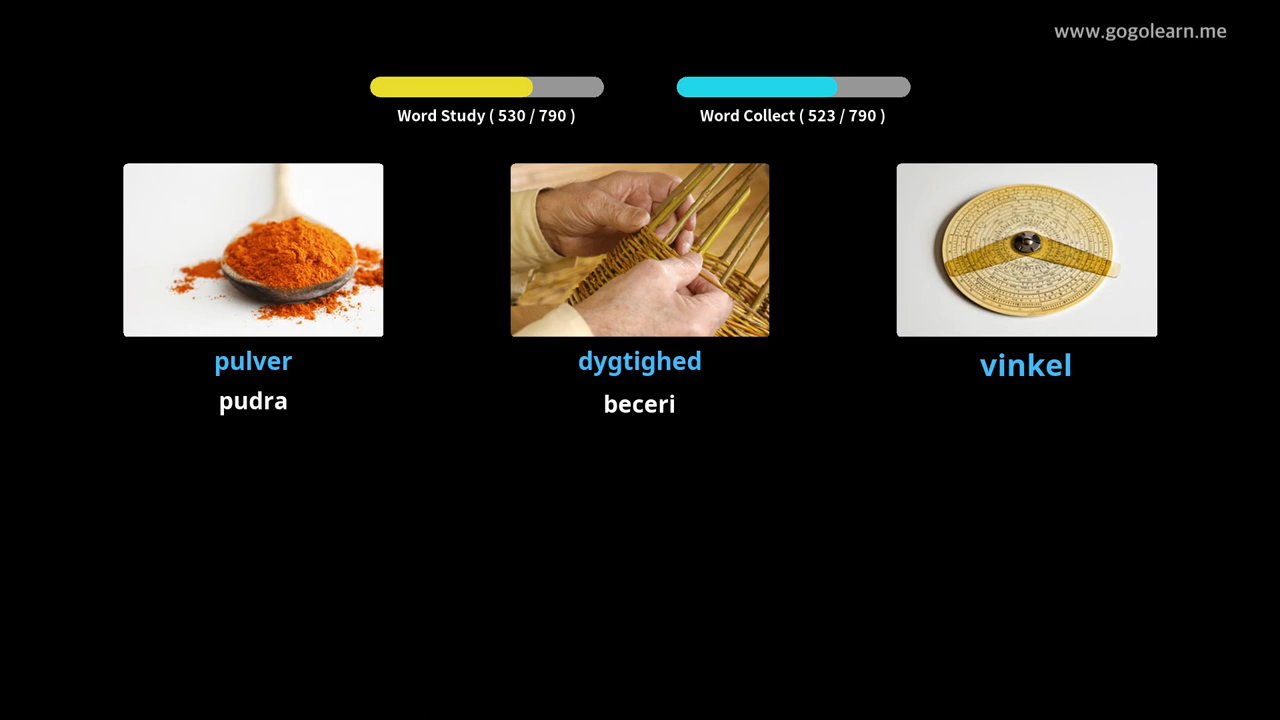 www.gogolearn.me
Word Study ( 530 / 790 )
Word Collect ( 523 / 790 )
pulver
dygtighed
vinkel
pudra
beceri